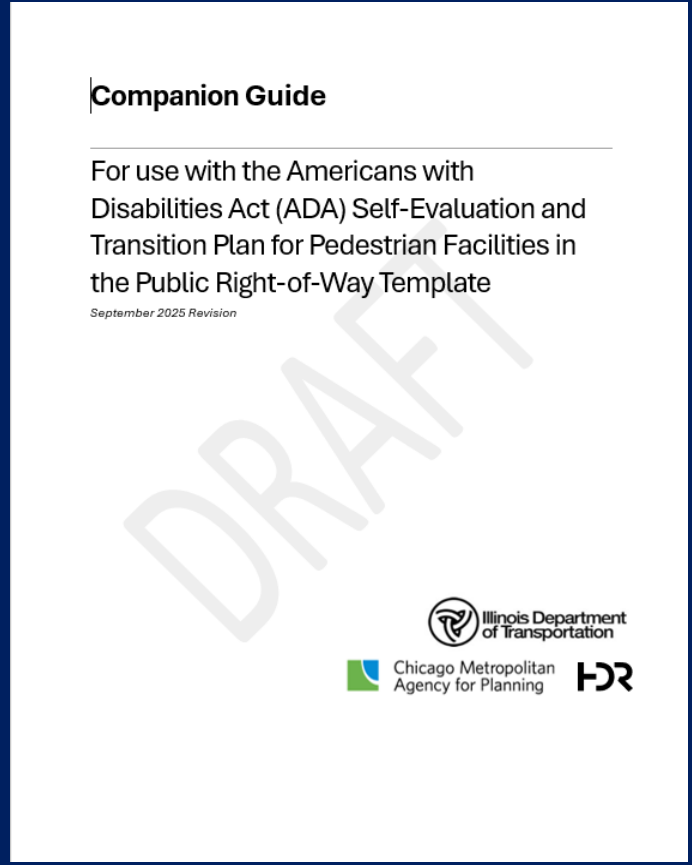 Companion Guide
For use with the Americans with
Disabilities Act (ADA) Self-Evaluation and
Transition Plan for Pedestrian Facilities in
the Public Right-of-Way Template
September 2025 Revision
DRAFT
Illinois Department
of Transportation
Chicago Metropolitan
Agency for Planning
HDR